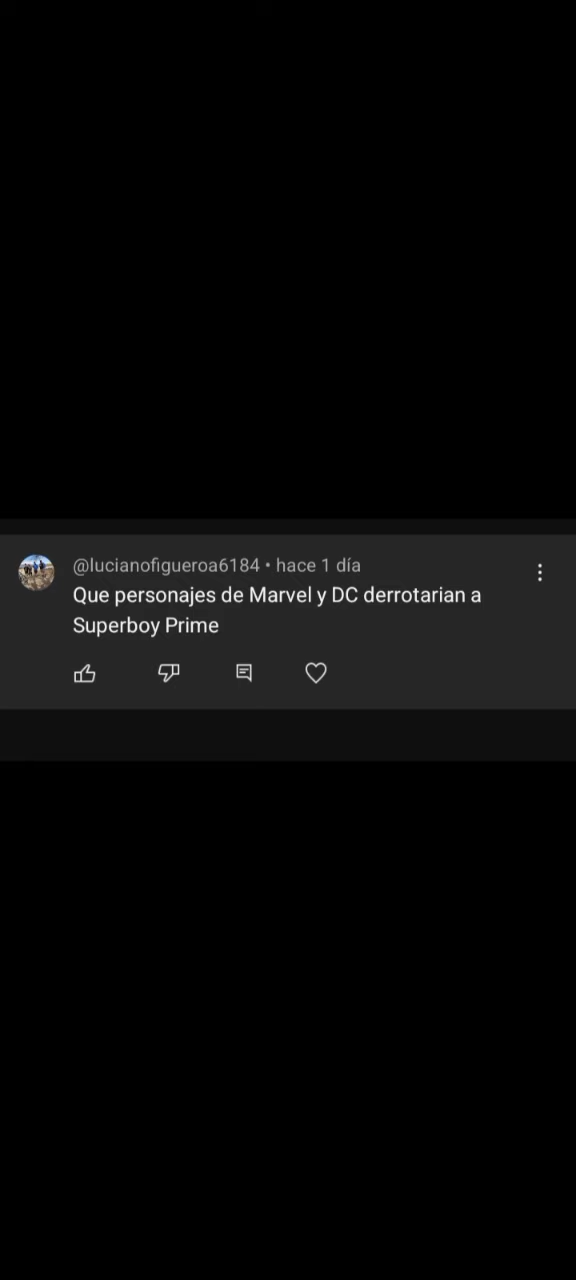 @lucianofigueroa6184 • hace 1 día
Que personajes de Marvel y DC derrotarian a
Superboy Prime